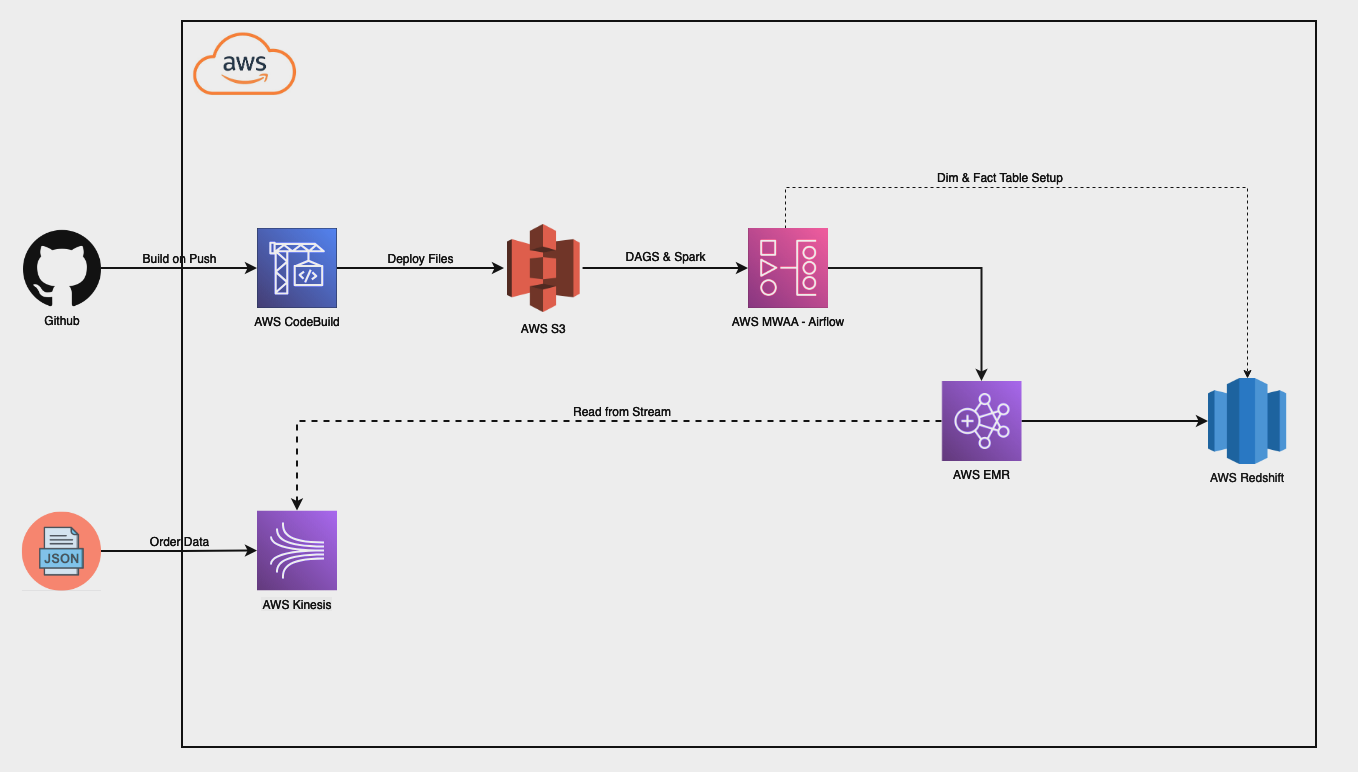 aws
Dim & Fact Table Setup
Build on Push
Deploy Files
DAGS & Spark
Github
AWS CodeBuild
AWS S3
AWS MWAA - Airflow
Read from Stream
AWS EMR
AWS Redshift
JSON
Order Data
AWS Kinesis